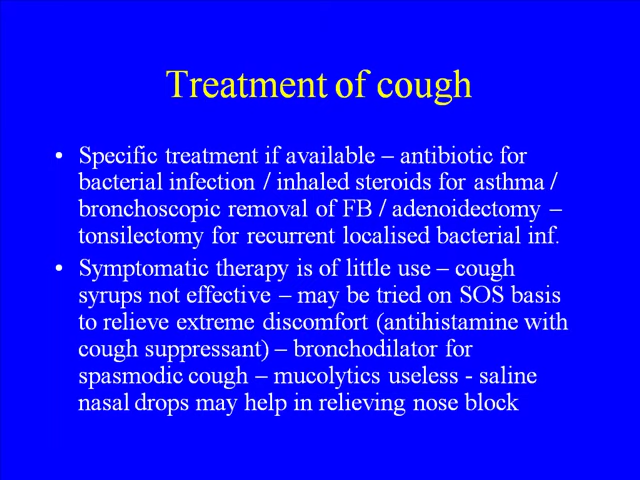 Treatment of cough
• Specific treatment if available – antibiotic for
bacterial infection / inhaled steroids for asthma /
bronchoscopic removal of FB / adenoidectomy –
tonsilectomy for recurrent localised bacterial inf.
• Symptomatic therapy is of little use – cough
syrups not effective – may be tried on SOS basis
to relieve extreme discomfort (antihistamine with
cough suppressant) – bronchodilator for
spasmodic cough – mucolytics useless - saline
nasal drops may help in relieving nose block